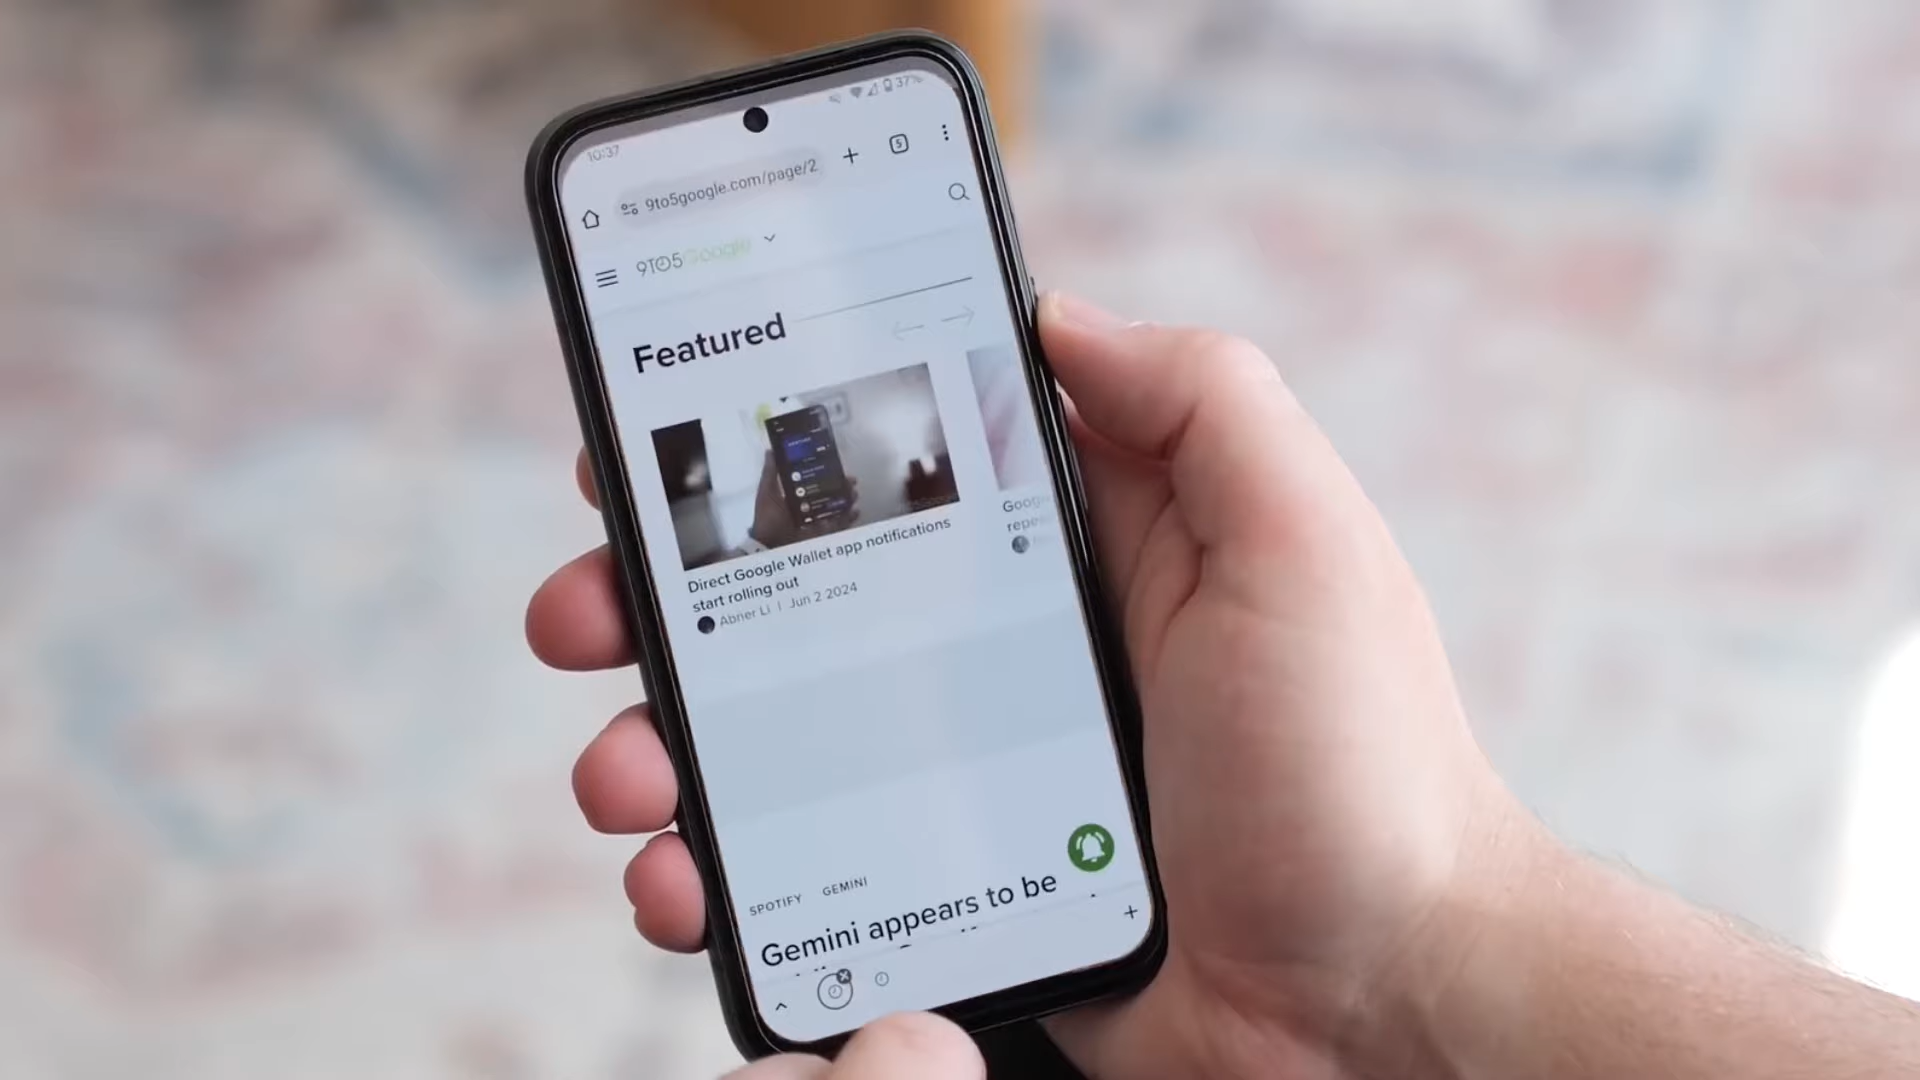 10:37
37%
9to5google.com/page/2
5
9TO5Google
Featured
Direct Google Wallet app notifications
start rolling out
Abner Li | Jun 2 2024
SPOTIFY GEMINI
Gemini appears to be